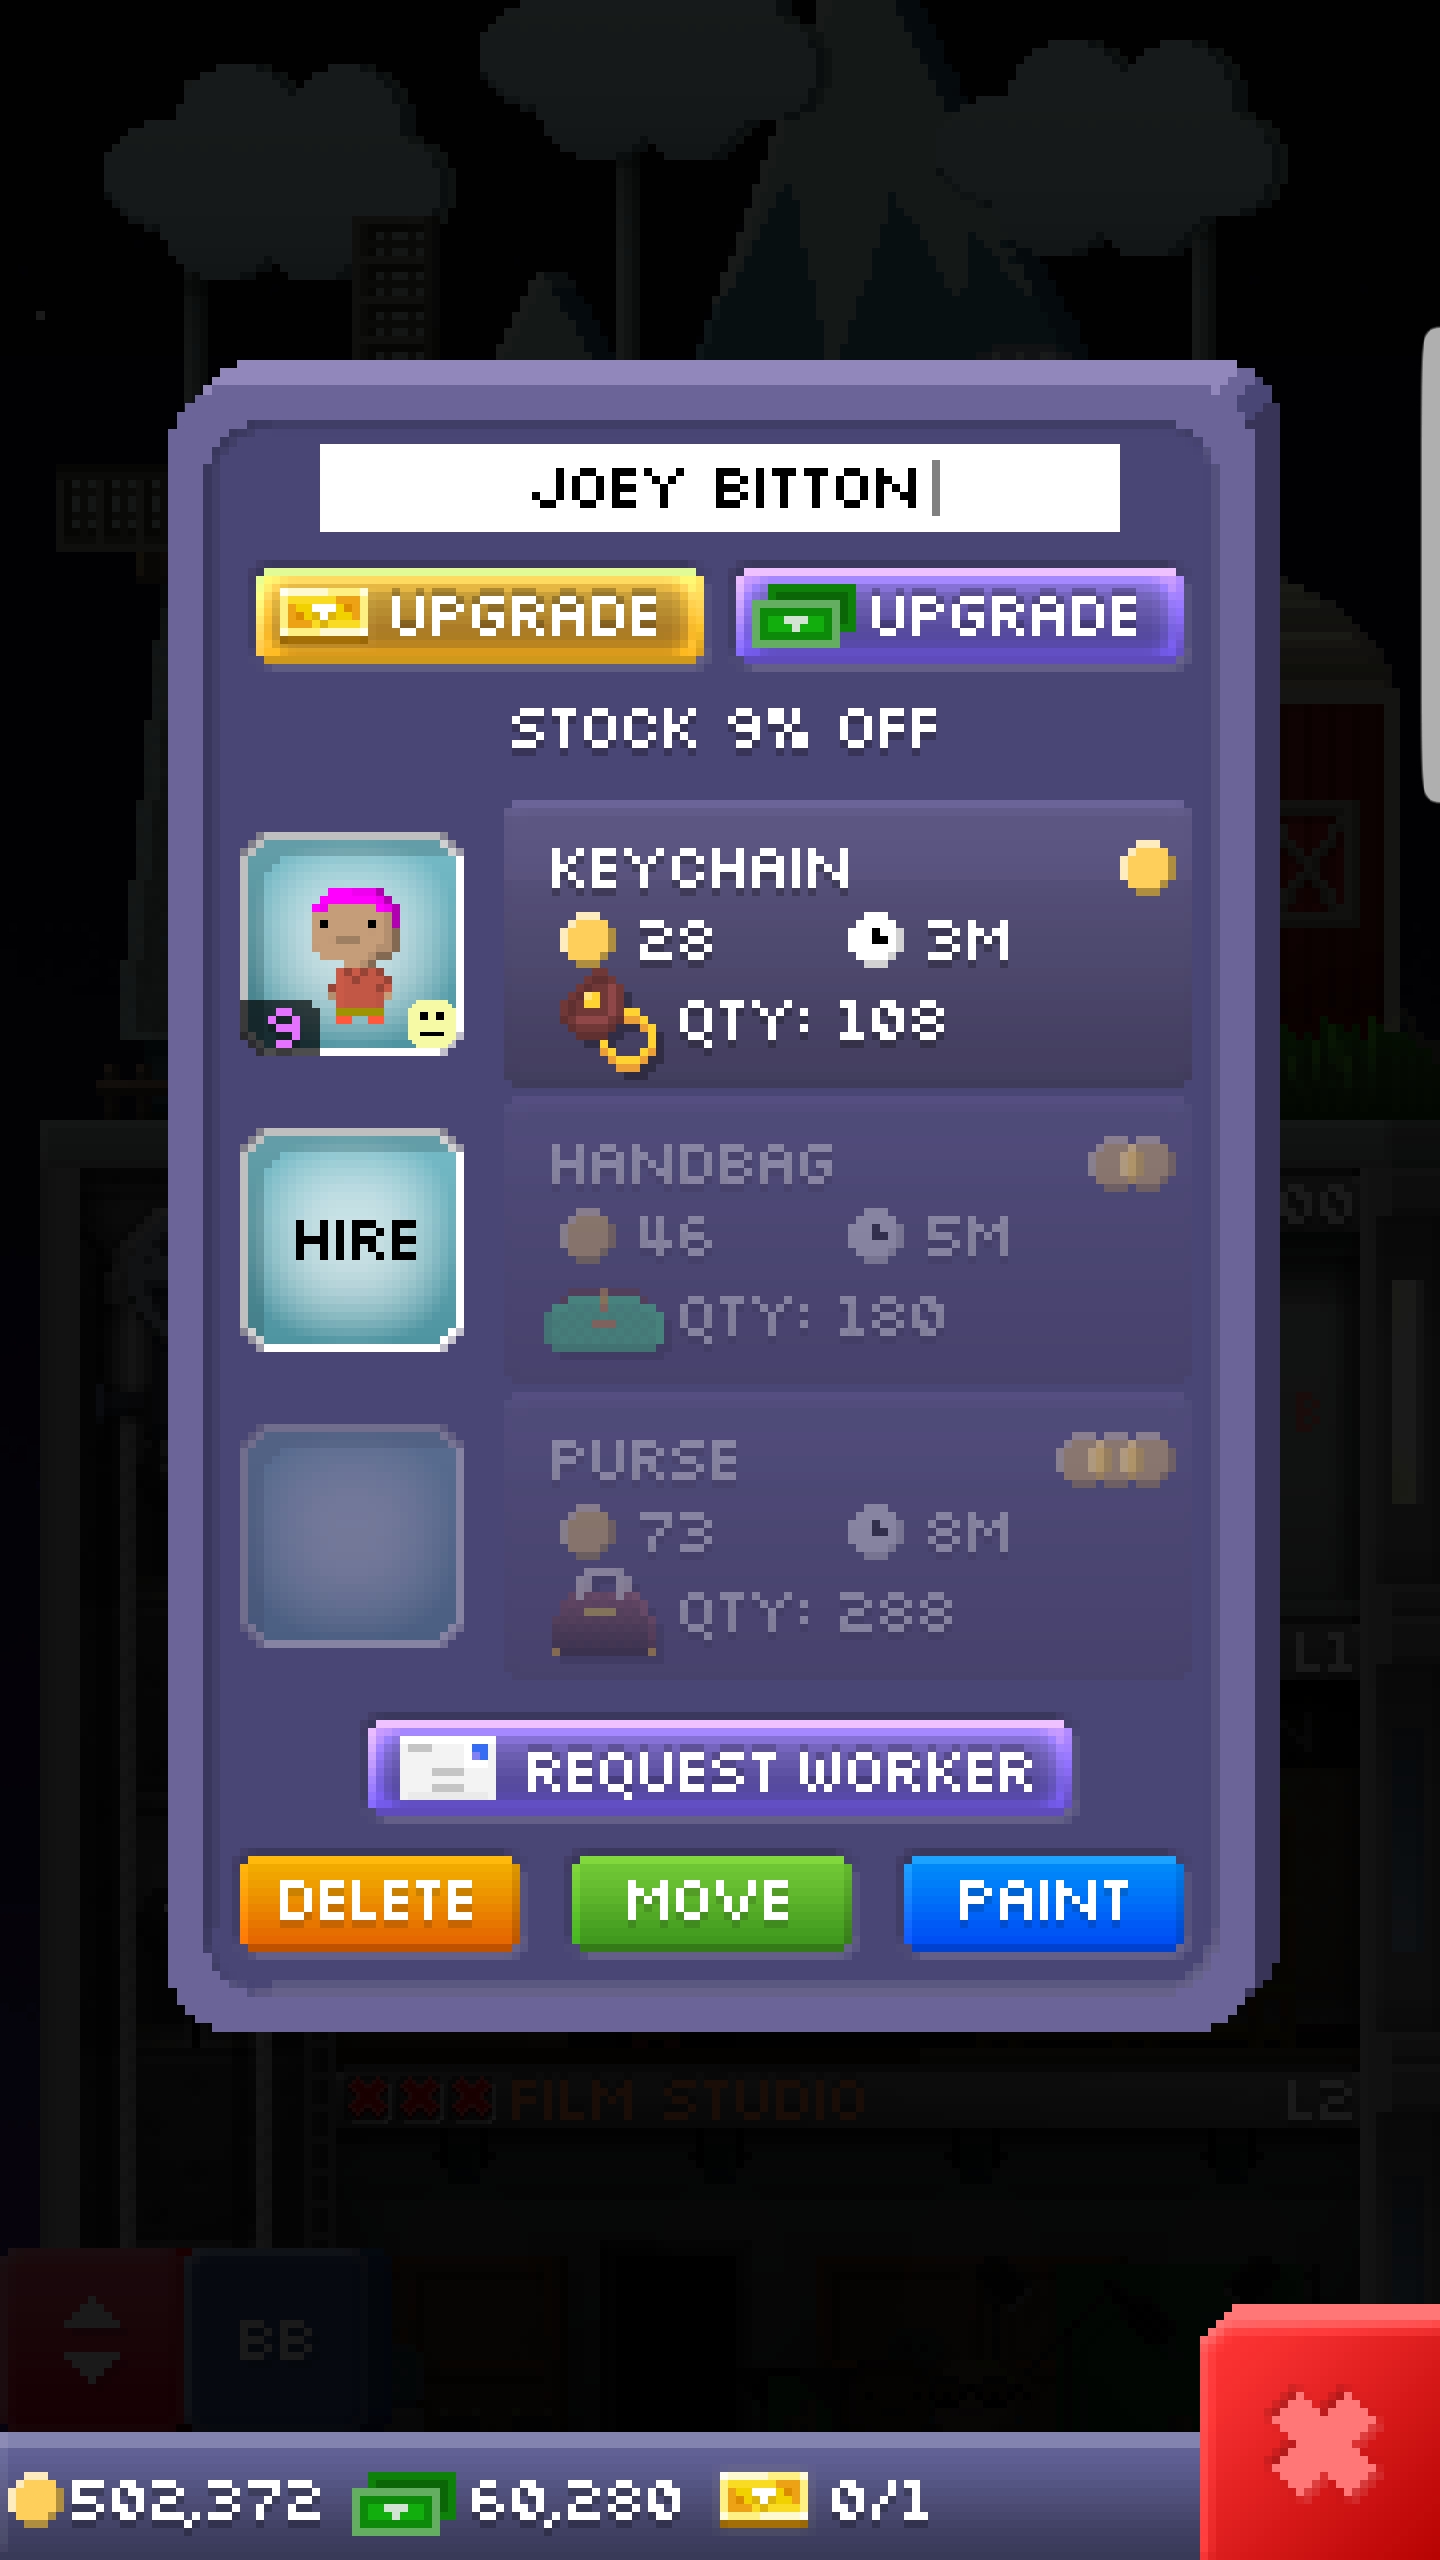 JOEY BITTON
UPGRADE UPGRADE
STOCK 9% OFF
KEYCHAIN
28 3M
9 QTY: 108
HANDBAG
46 5M
HIRE
QTY: 180
PURSE
73 8M
QTY: 288
REQUEST WORKER
DELETE MOVE PAINT
FILM STUDIO L2
BB
502,372 60,280 0/1